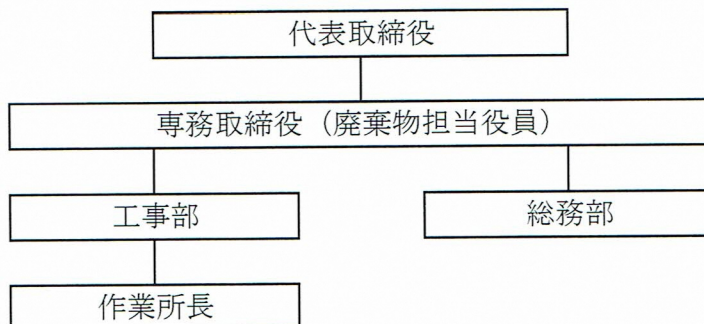 代表取締役
専務取締役（廃棄物担当役員）
工事部
総務部
作業所長